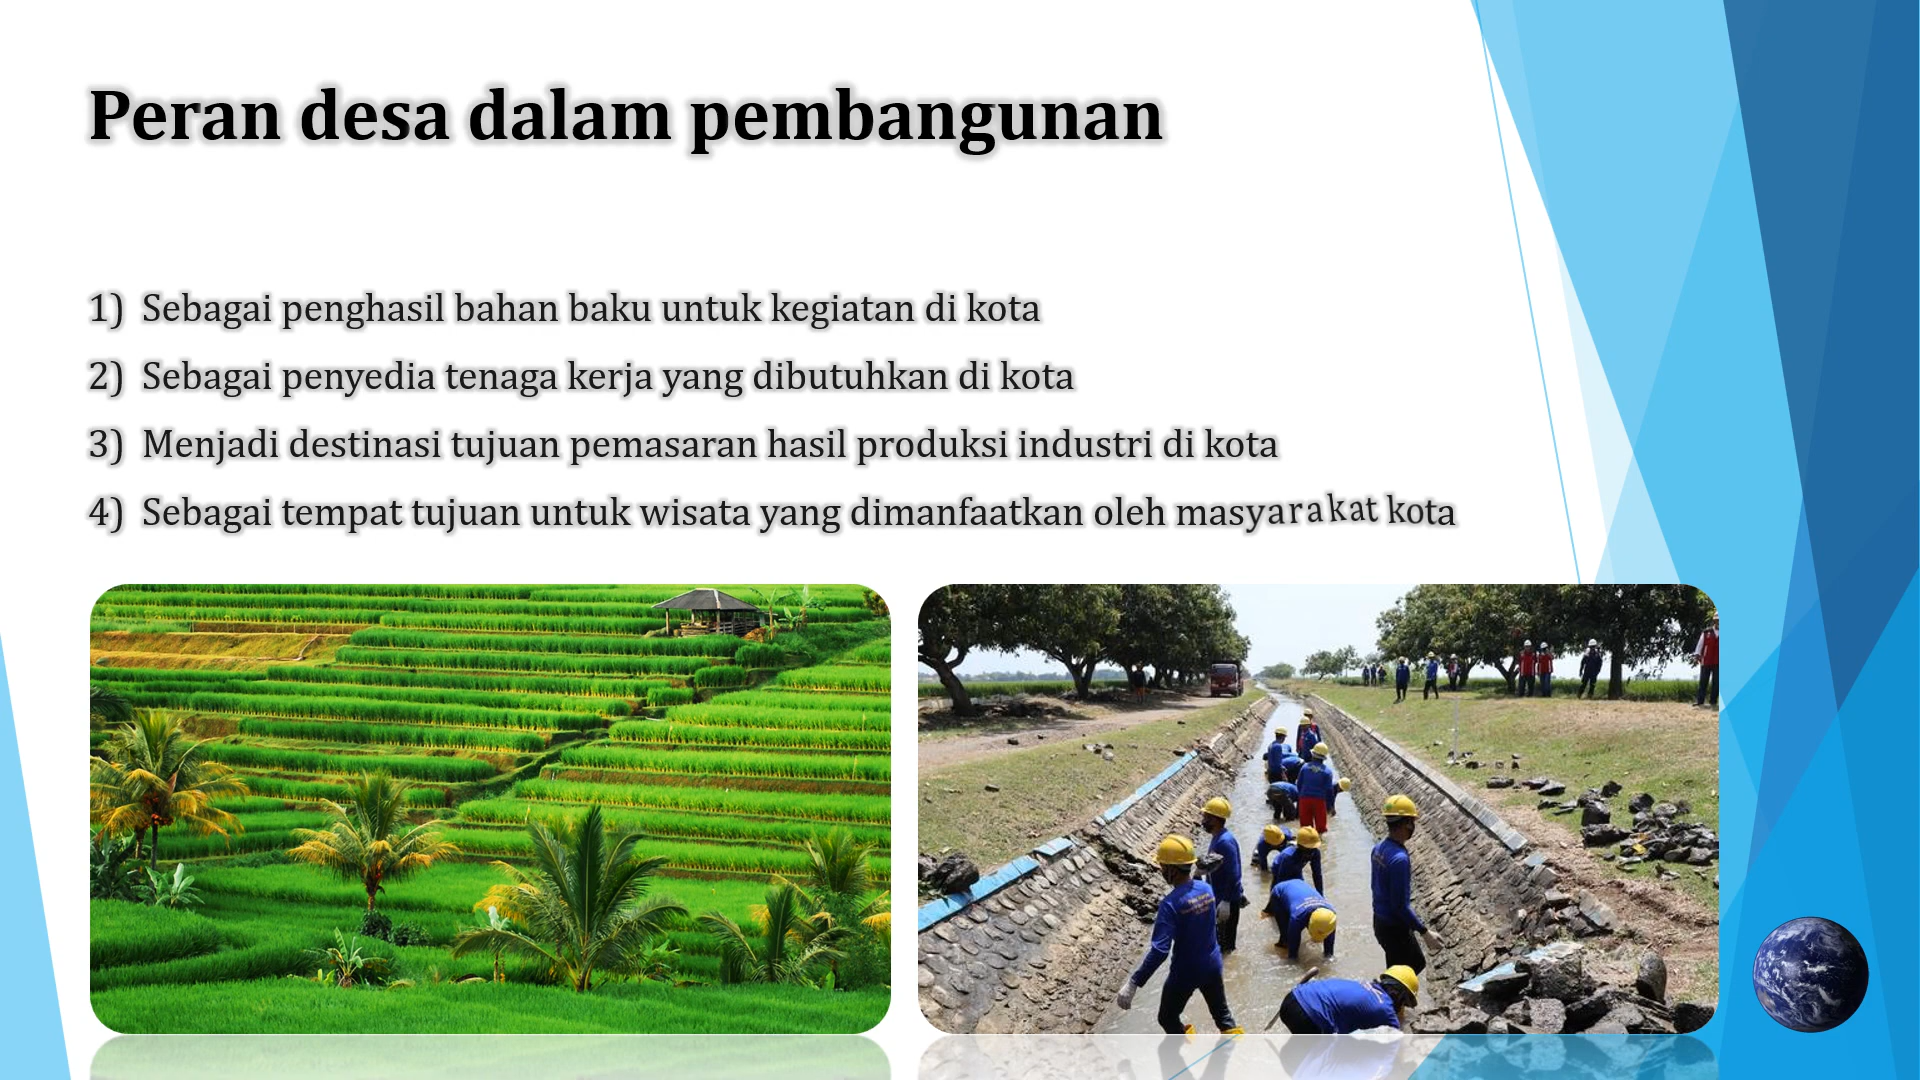 Peran desa dalam pembangunan
1) Sebagai penghasil bahan baku untuk kegiatan di kota
2) Sebagai penyedia tenaga kerja yang dibutuhkan di kota
3) Menjadi destinasi tujuan pemasaran hasil produksi industri di kota
4) Sebagai tempat tujuan untuk wisata yang dimanfaatkan oleh masyarakat kota